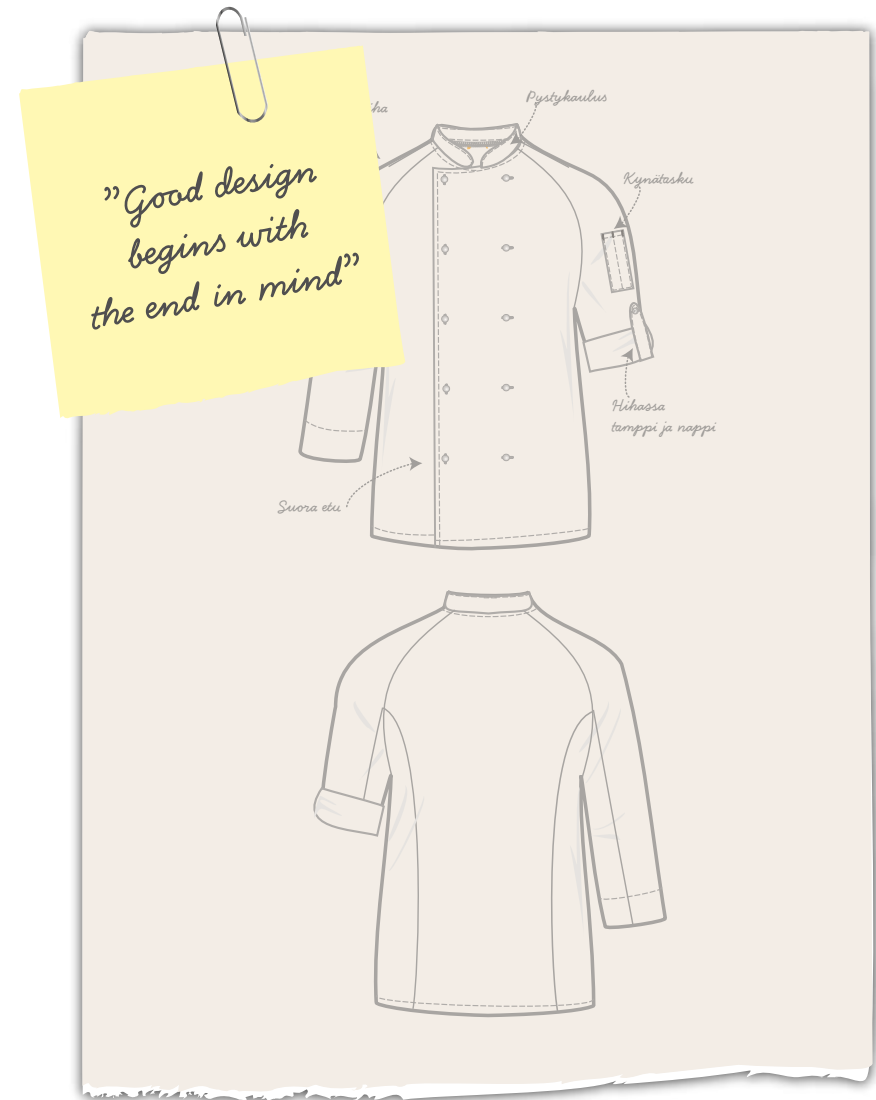 ”Good design
begins with
the end in mind”
Pystykaulus
Kynätasku
Hihassa
tamppi ja nappi
Suora etu